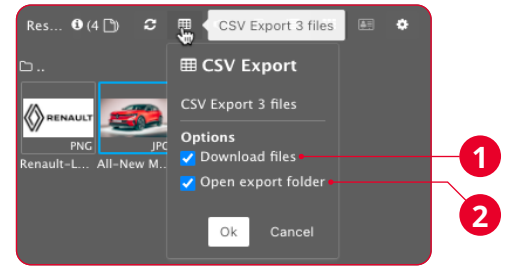 Res... (4 )
CSV Export 3 files
..
CSV Export
CSV Export 3 files
RENAULT
PNG
JPG
Renault-L...
All-New M...
Options
Download files
Open export folder
Ok
Cancel
1
2